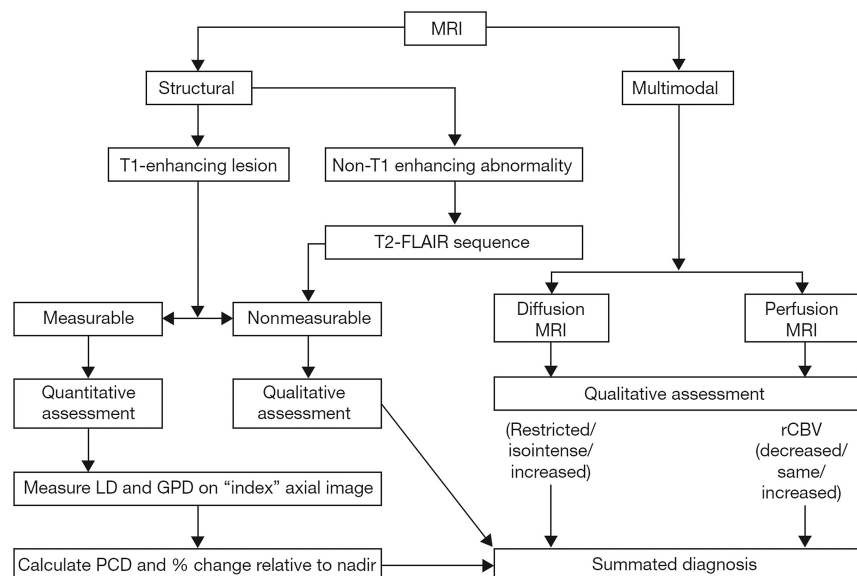 MRI
Structural
Multimodal
T1-enhancing lesion
Non-T1 enhancing abnormality
T2-FLAIR sequence
Measurable
Nonmeasurable
Diffusion
MRI
Perfusion
MRI
Quantitative
assessment
Qualitative
assessment
Qualitative assessment
(Restricted/
isointense/
increased)
rCBV
(decreased/
same/
increased)
Measure LD and GPD on “index” axial image
Calculate PCD and % change relative to nadir
Summated diagnosis